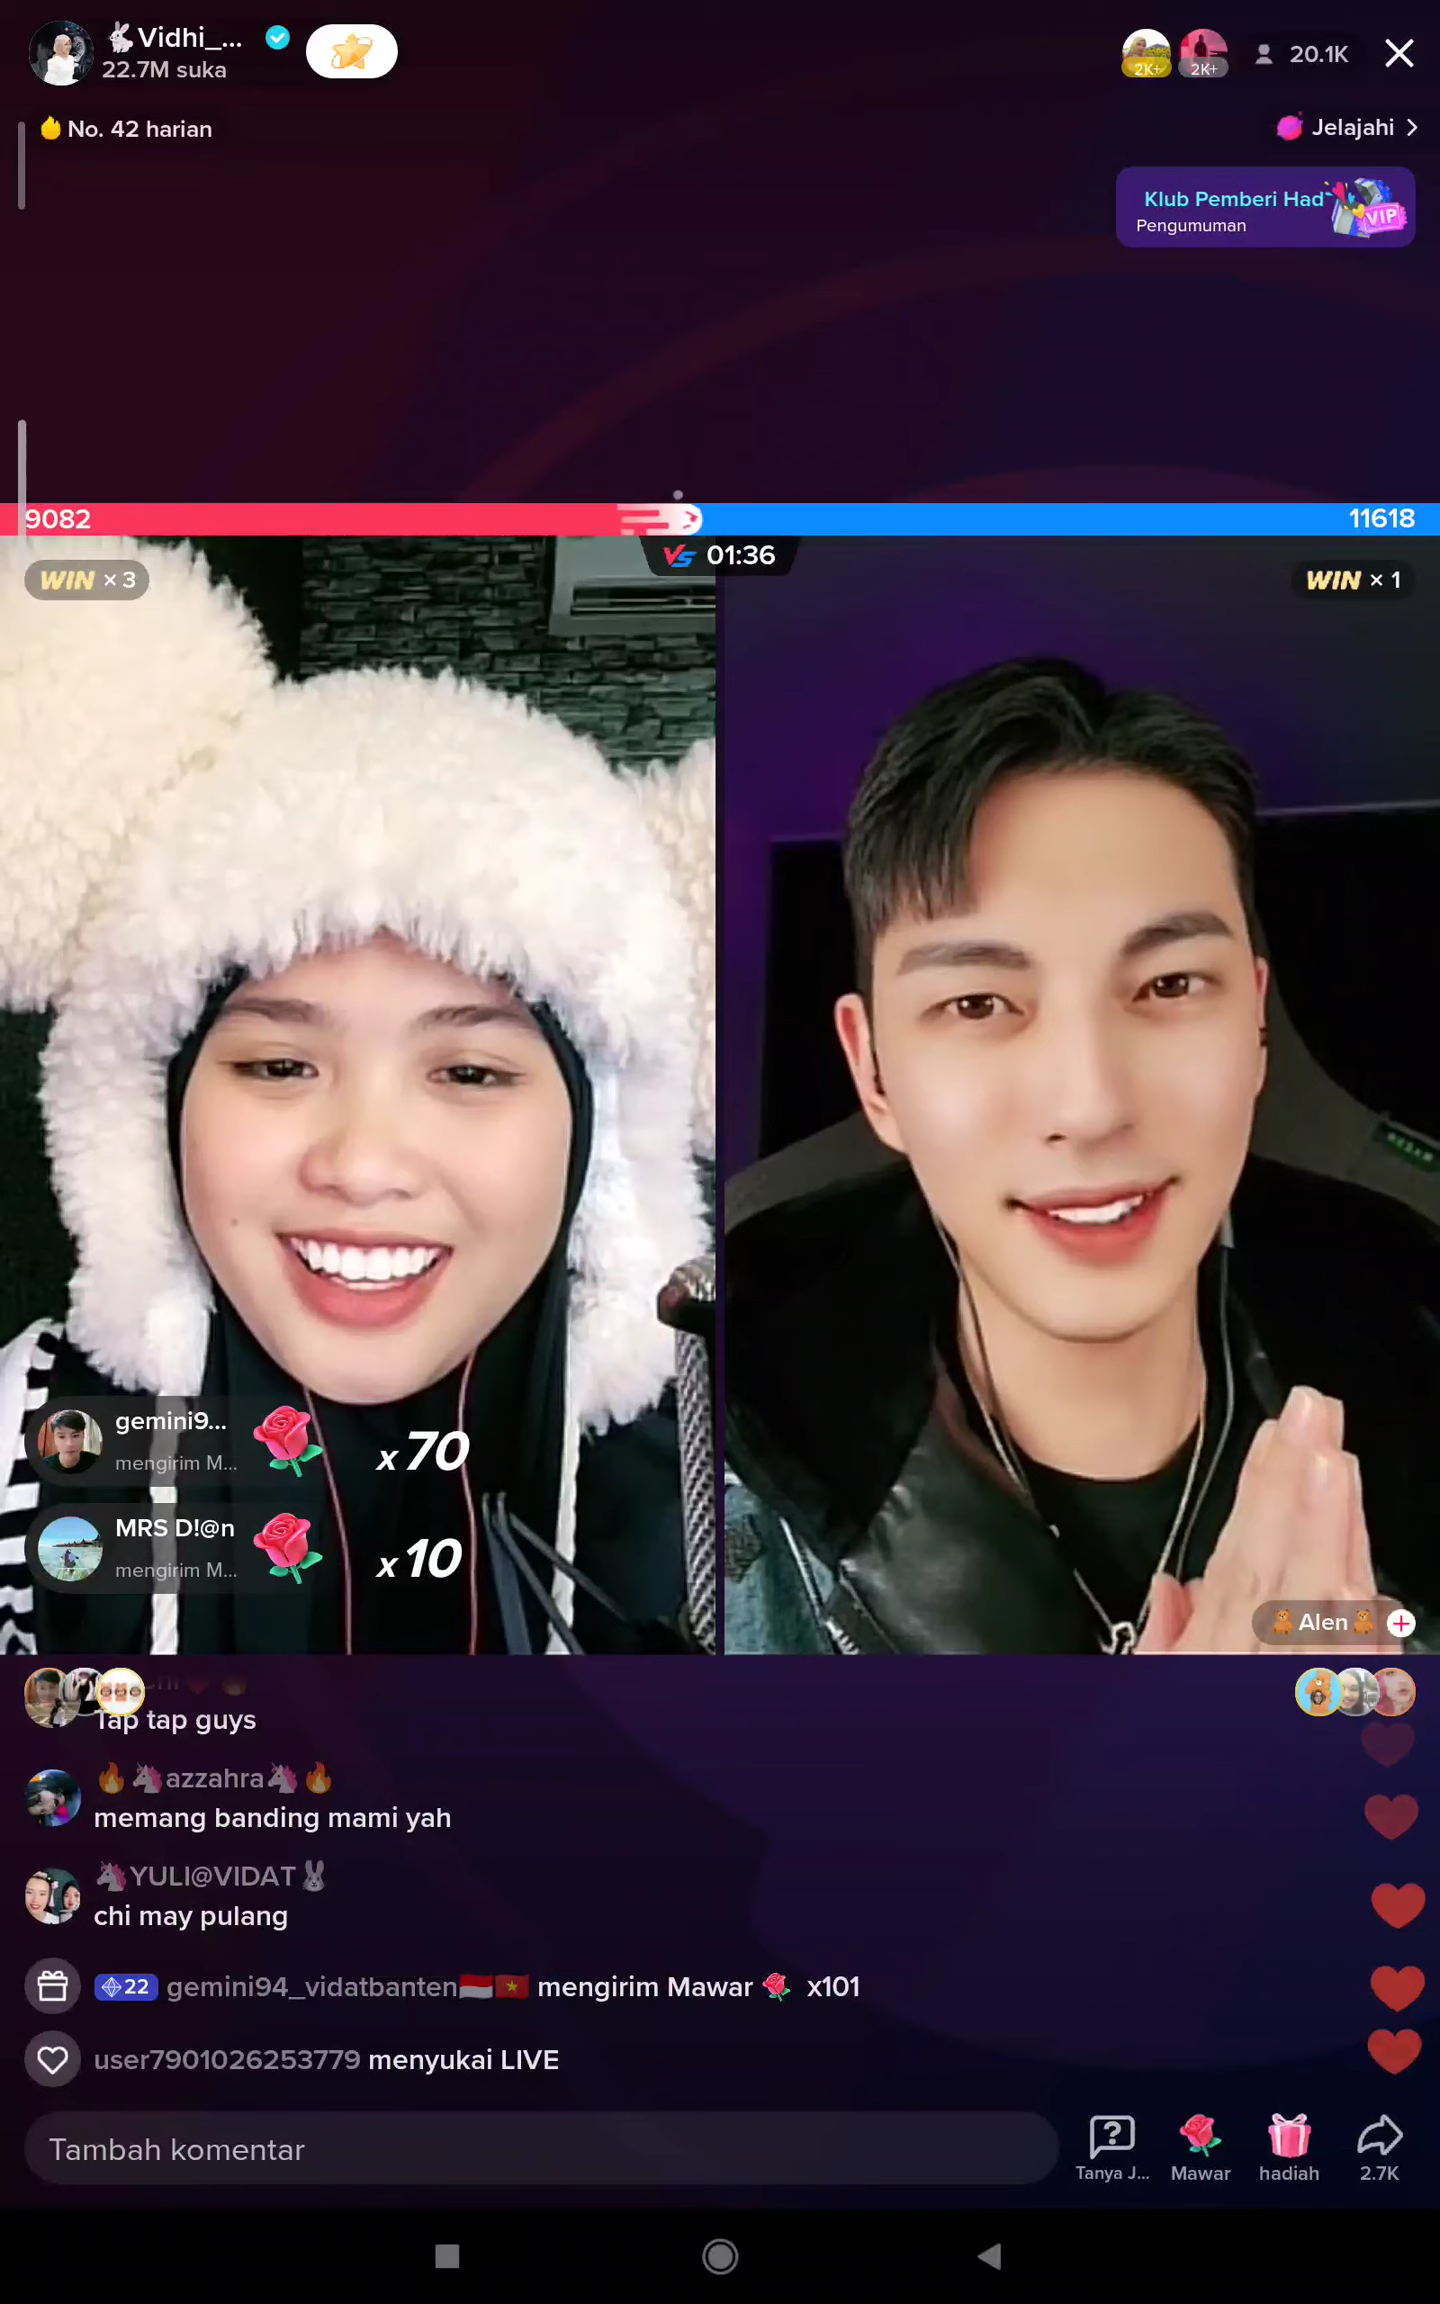 Vidhi_...
22.7M suka
2K+
2K+
20.1K
No. 42 harian
Jelajahi
Klub Pemberi Had
Pengumuman
VIP
9082
11618
VS 01:36
WIN × 3
WIN × 1
gemini9...
mengirim M...
x70
MRS D!@n
mengirim M...
x10
🧸Alen🧸
Tap tap guys
🔥🦄azzahra🦄🔥
memang banding mami yah
🦄YULI@VIDAT🐰
chi may pulang
22 gemini94_vidatbanten🇮🇩🇻🇳 mengirim Mawar 🌹 x101
user7901026253779 menyukai LIVE
Tambah komentar
Tanya J...
Mawar
hadiah
2.7K